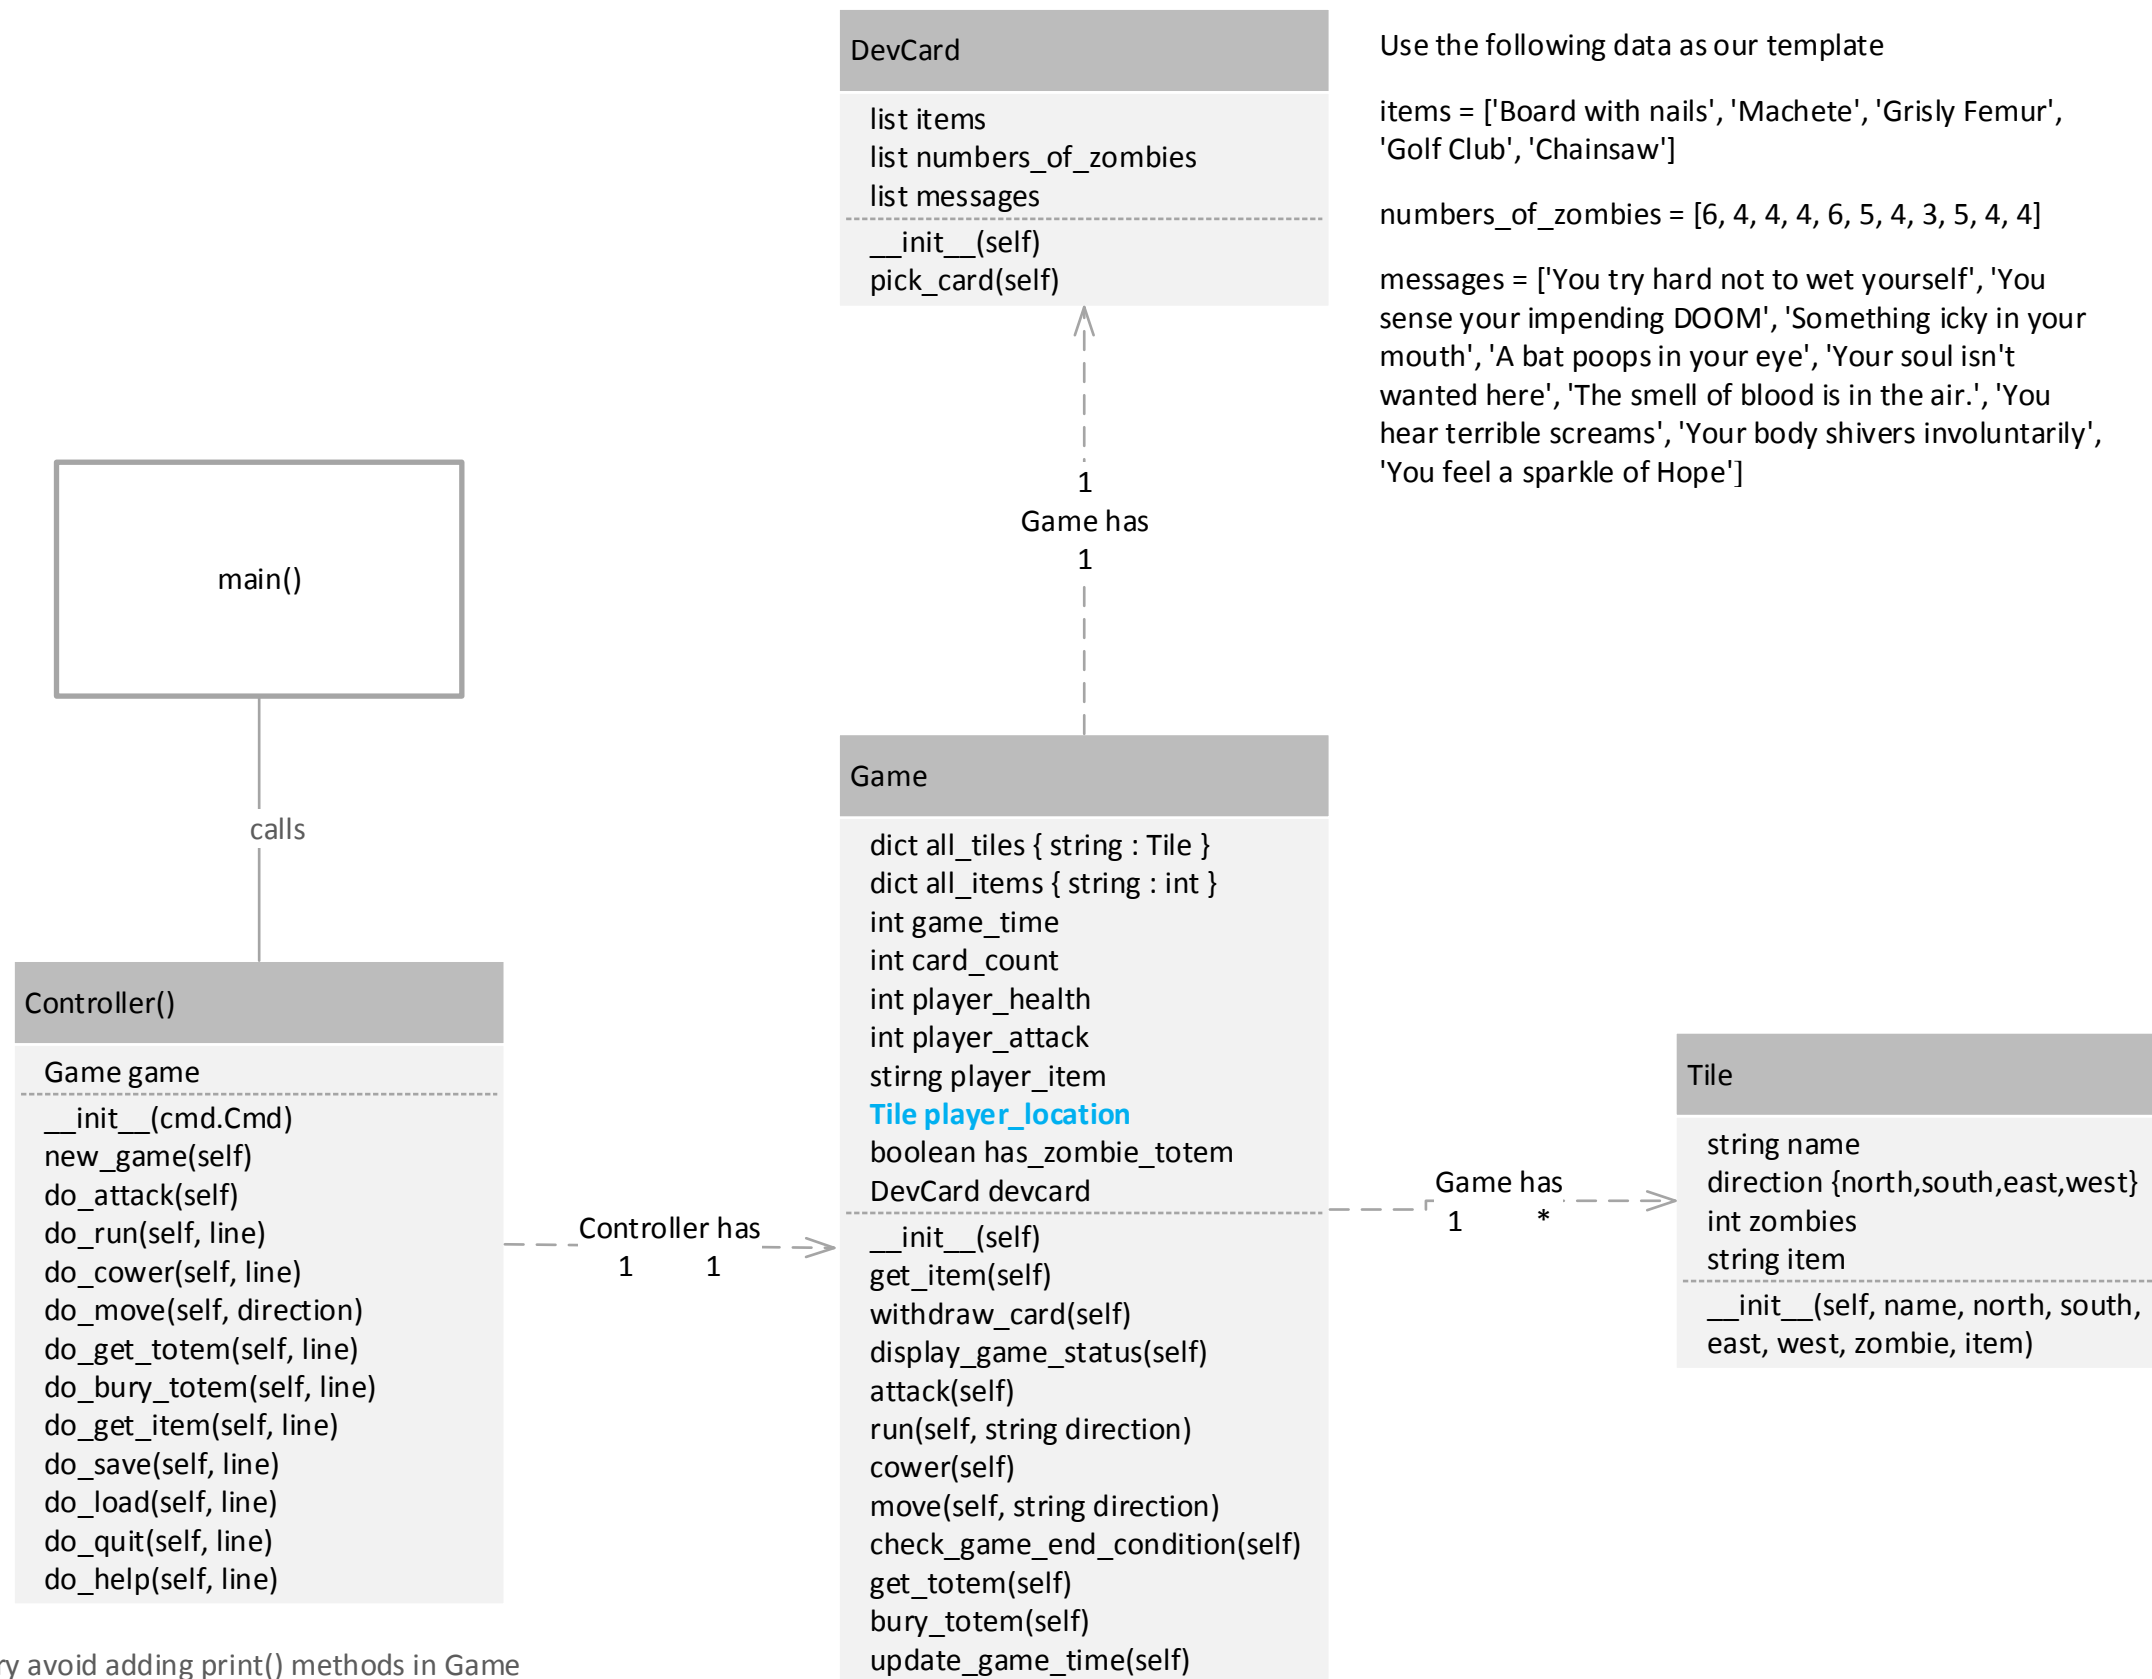 DevCard
list items
list numbers_of_zombies
list messages
__init__(self)
pick_card(self)
Use the following data as our template
items = ['Board with nails', 'Machete', 'Grisly Femur',
'Golf Club', 'Chainsaw']
numbers_of_zombies = [6, 4, 4, 4, 6, 5, 4, 3, 5, 4, 4]
messages = ['You try hard not to wet yourself', 'You
sense your impending DOOM', 'Something icky in your
mouth', 'A bat poops in your eye', 'Your soul isn't
wanted here', 'The smell of blood is in the air.', 'You
hear terrible screams', 'Your body shivers involuntarily',
'You feel a sparkle of Hope']
1
Game has
1
main()
calls
Controller()
Game game
__init__(cmd.Cmd)
new_game(self)
do_attack(self)
do_run(self, line)
do_cower(self, line)
do_move(self, direction)
do_get_totem(self, line)
do_bury_totem(self, line)
do_get_item(self, line)
do_save(self, line)
do_load(self, line)
do_quit(self, line)
do_help(self, line)
Controller has
1 1
Game
dict all_tiles { string : Tile }
dict all_items { string : int }
int game_time
int card_count
int player_health
int player_attack
stirng player_item
Tile player_location
boolean has_zombie_totem
DevCard devcard
__init__(self)
get_item(self)
withdraw_card(self)
display_game_status(self)
attack(self)
run(self, string direction)
cower(self)
move(self, string direction)
check_game_end_condition(self)
get_totem(self)
bury_totem(self)
update_game_time(self)
Game has
1 *
Tile
string name
direction {north,south,east,west}
int zombies
string item
__init__(self, name, north, south,
east, west, zombie, item)
avoid adding print() methods in Game